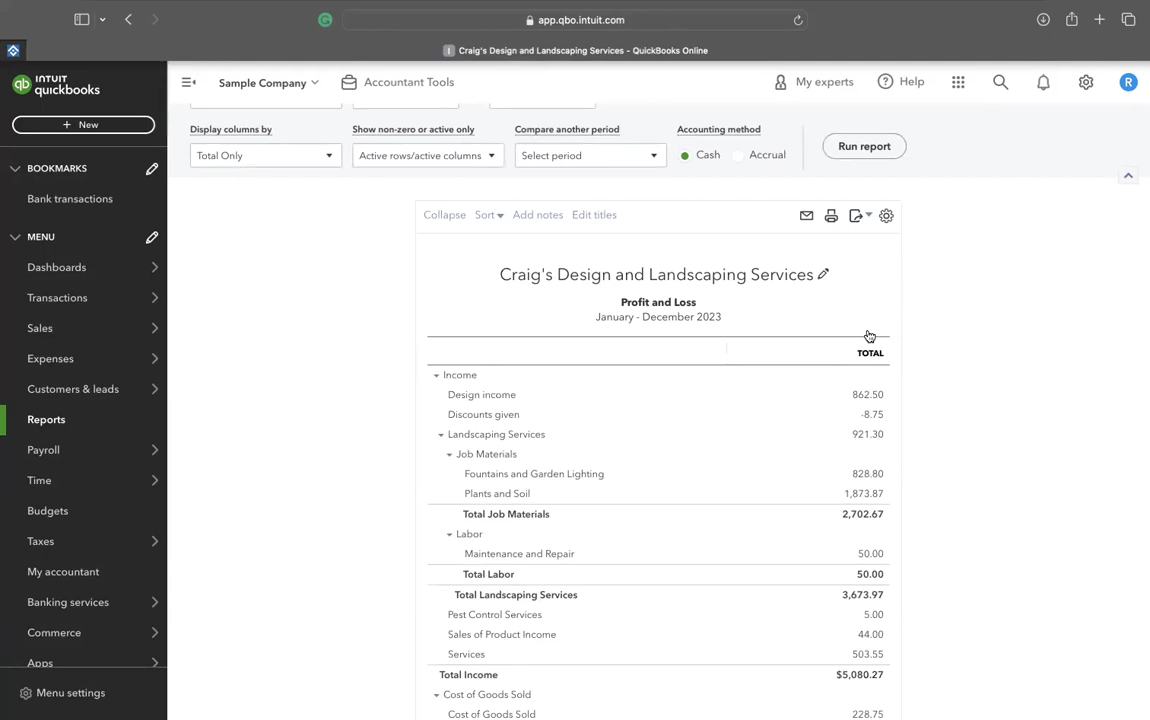 app.qbo.intuit.com
Craig's Design and Landscaping Services - QuickBooks Online
INTUIT
quickbooks
Sample Company
Accountant Tools
My experts
Help
R
+ New
Display columns by
Show non-zero or active only
Compare another period
Accounting method
Total Only
Active rows/active columns
Select period
Cash
Accrual
Run report
BOOKMARKS
Bank transactions
MENU
Dashboards
Transactions
Sales
Expenses
Customers & leads
Reports
Payroll
Time
Budgets
Taxes
My accountant
Banking services
Commerce
Apps
Menu settings
Collapse Sort Add notes Edit titles
Craig's Design and Landscaping Services
Profit and Loss
January - December 2023
TOTAL
Income
Design income 862.50
Discounts given -8.75
Landscaping Services 921.30
Job Materials
Fountains and Garden Lighting 828.80
Plants and Soil 1,873.87
Total Job Materials 2,702.67
Labor
Maintenance and Repair 50.00
Total Labor 50.00
Total Landscaping Services 3,673.97
Pest Control Services 5.00
Sales of Product Income 44.00
Services 503.55
Total Income $5,080.27
Cost of Goods Sold
Cost of Goods Sold 228.75